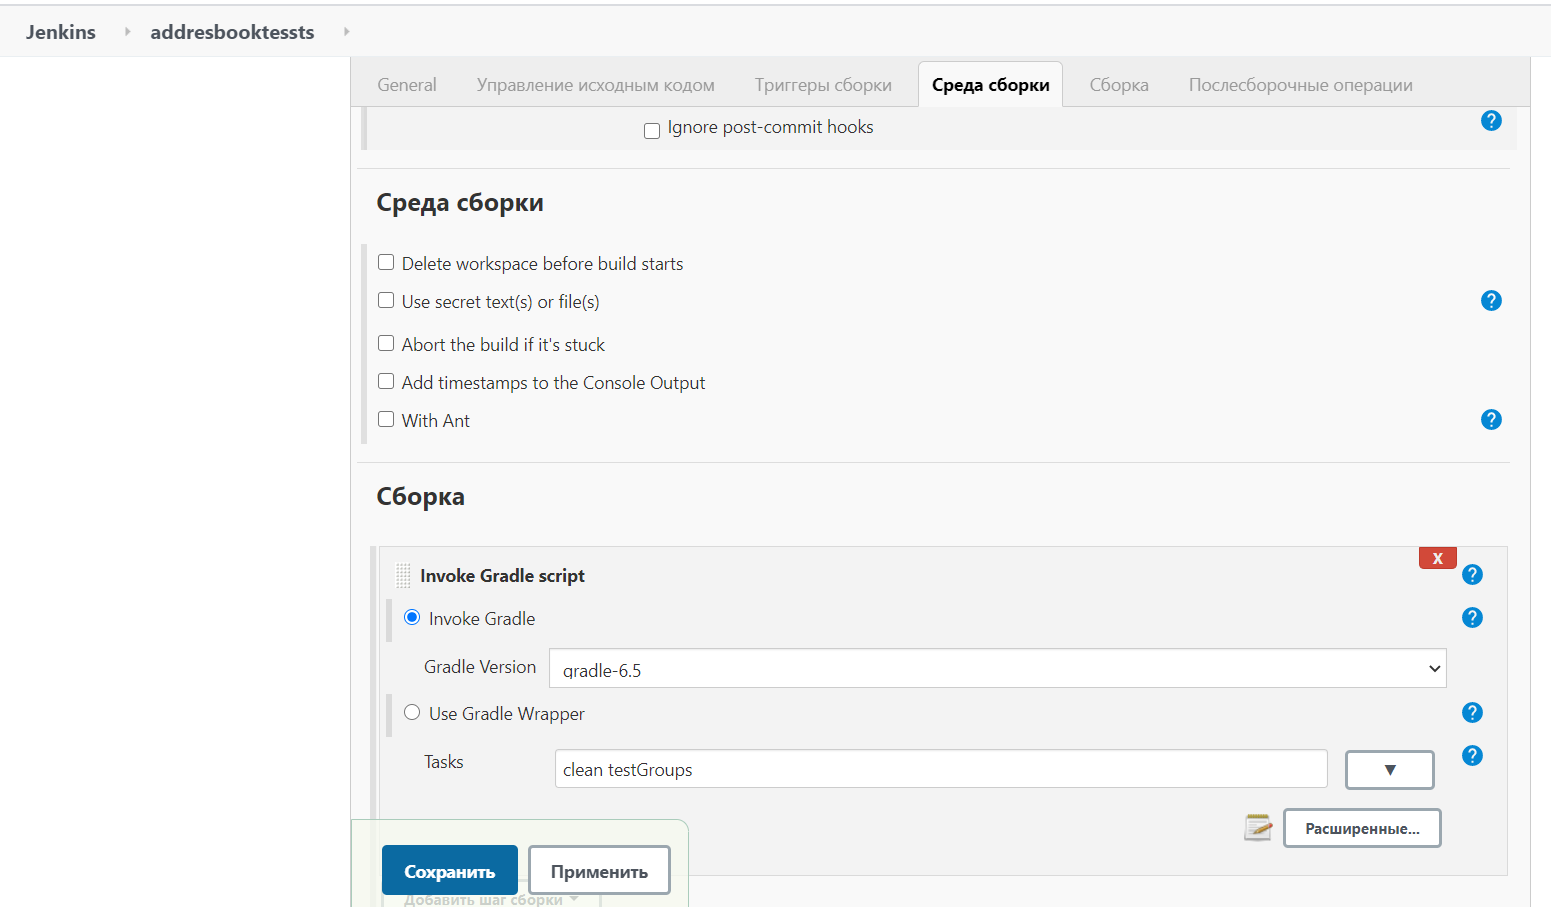 Jenkins addresbooktessts
General Управление исходным кодом Триггеры сборки Среда сборки Сборка Послесборочные операции
Ignore post-commit hooks
Среда сборки
Delete workspace before build starts
Use secret text(s) or file(s)
Abort the build if it's stuck
Add timestamps to the Console Output
With Ant
Сборка
X
Invoke Gradle script
Invoke Gradle
Gradle Version gradle-6.5
Use Gradle Wrapper
Tasks clean testGroups
Расширенные...
Сохранить Применить
Добавить шаг сборки